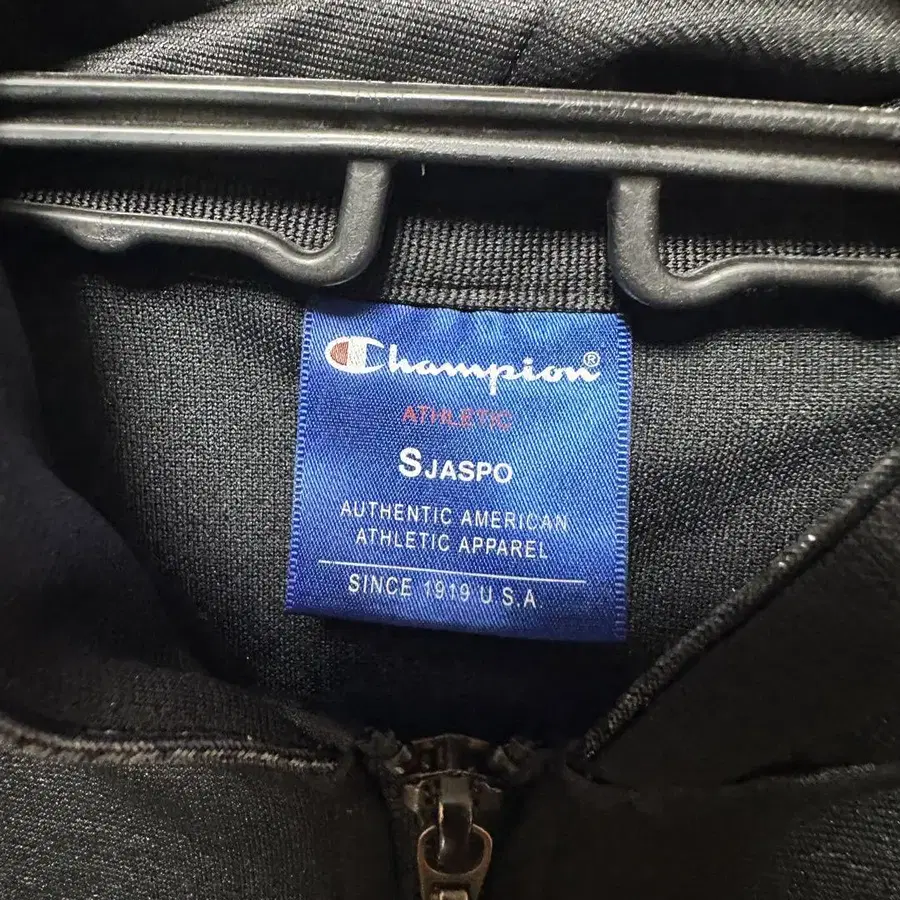 Champion®
ATHLETIC
SJASPO
AUTHENTIC AMERICAN
ATHLETIC APPAREL
SINCE 1919 U.S.A